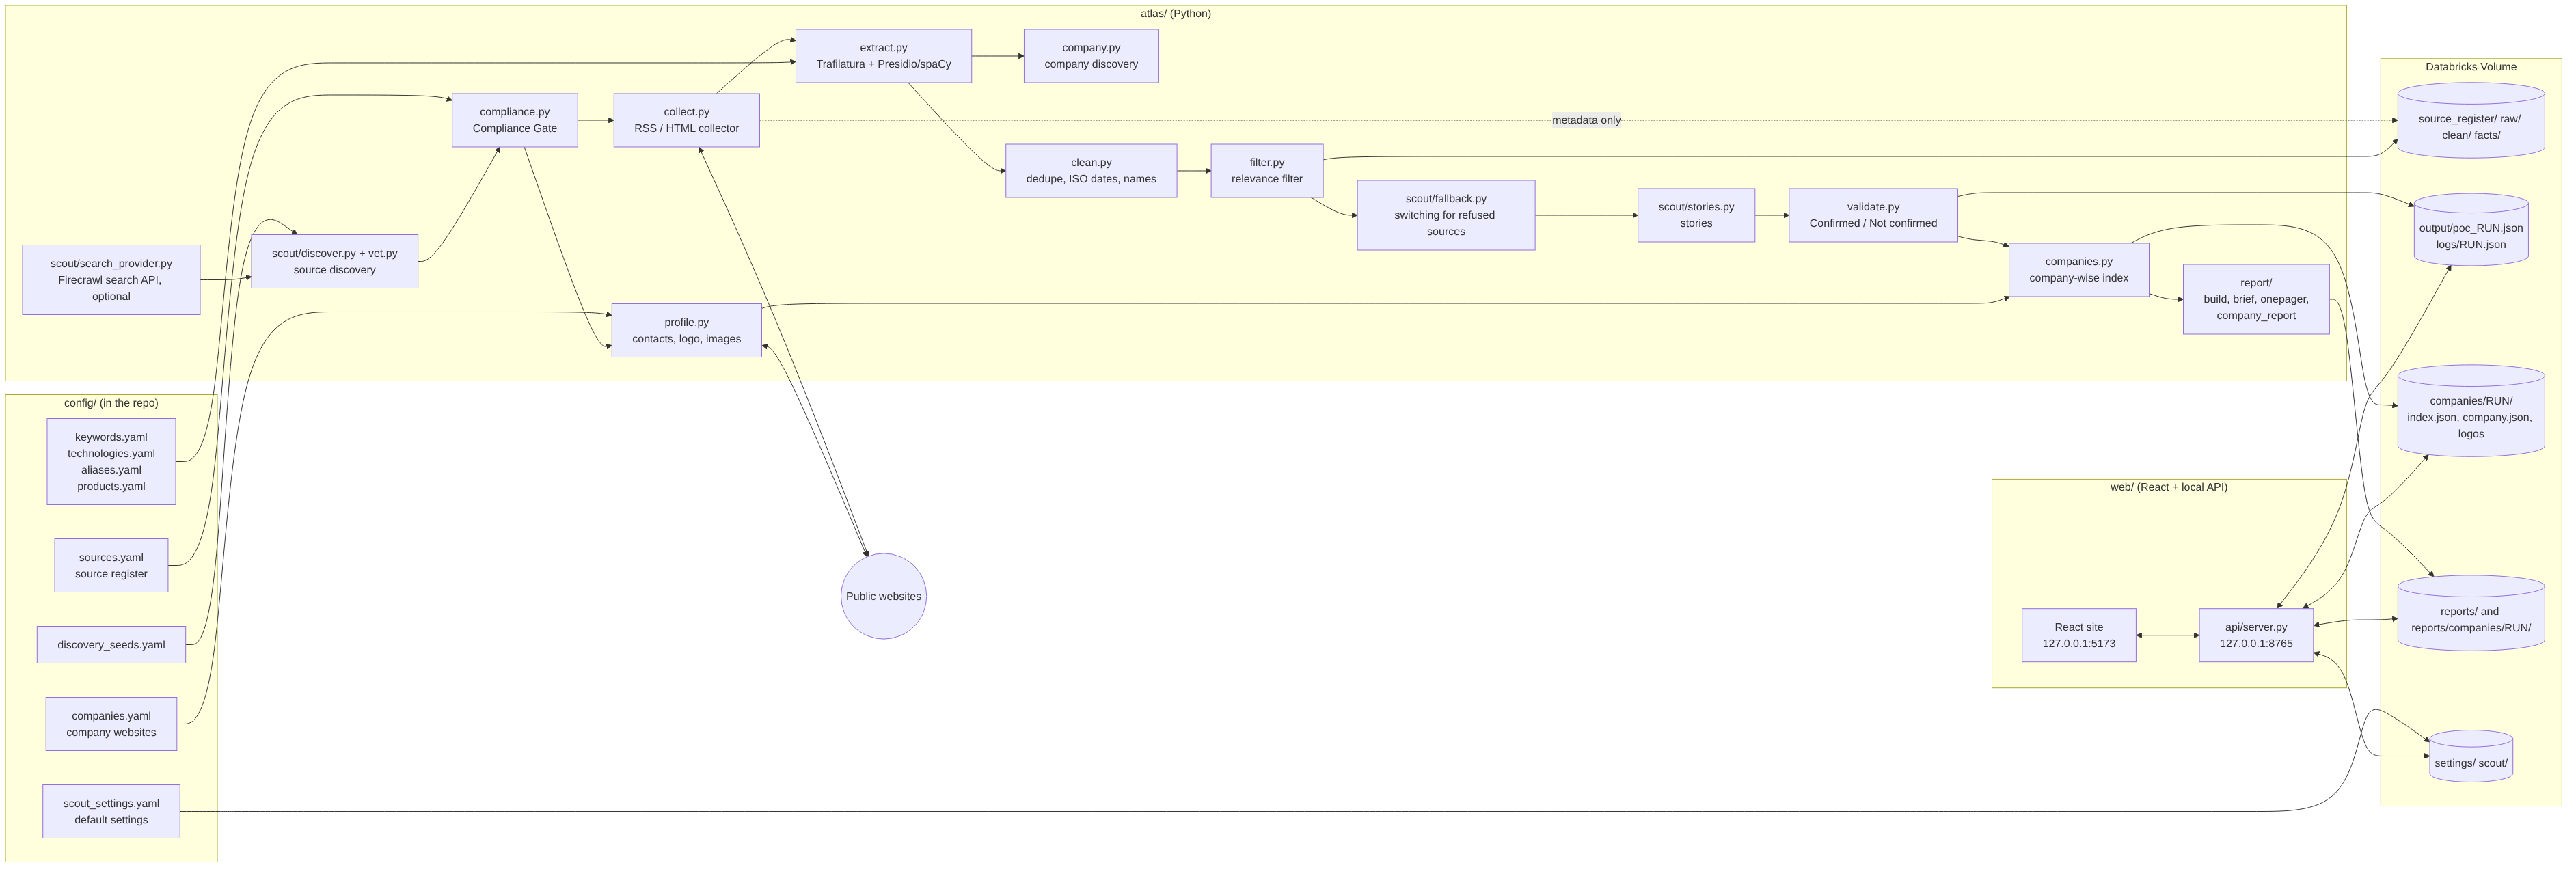 atlas/ (Python)
extract.py
Trafilatura + Presidio/spaCy
company.py
company discovery
compliance.py
Compliance Gate
collect.py
RSS / HTML collector
metadata only
clean.py
dedupe, ISO dates, names
filter.py
relevance filter
scout/fallback.py
switching for refused
sources
scout/stories.py
stories
validate.py
Confirmed / Not confirmed
scout/search_provider.py
Firecrawl search API,
optional
scout/discover.py + vet.py
source discovery
companies.py
company-wise index
report/
build, brief, onepager,
company_report
profile.py
contacts, logo, images
Databricks Volume
source_register/ raw/
clean/ facts/
output/poc_RUN.json
logs/RUN.json
companies/RUN/
index.json, company.json,
logos
reports/ and
reports/companies/RUN/
settings/ scout/
config/ (in the repo)
keywords.yaml
technologies.yaml
aliases.yaml
products.yaml
sources.yaml
source register
discovery_seeds.yaml
companies.yaml
company websites
scout_settings.yaml
default settings
Public websites
web/ (React + local API)
React site
127.0.0.1:5173
api/server.py
127.0.0.1:8765